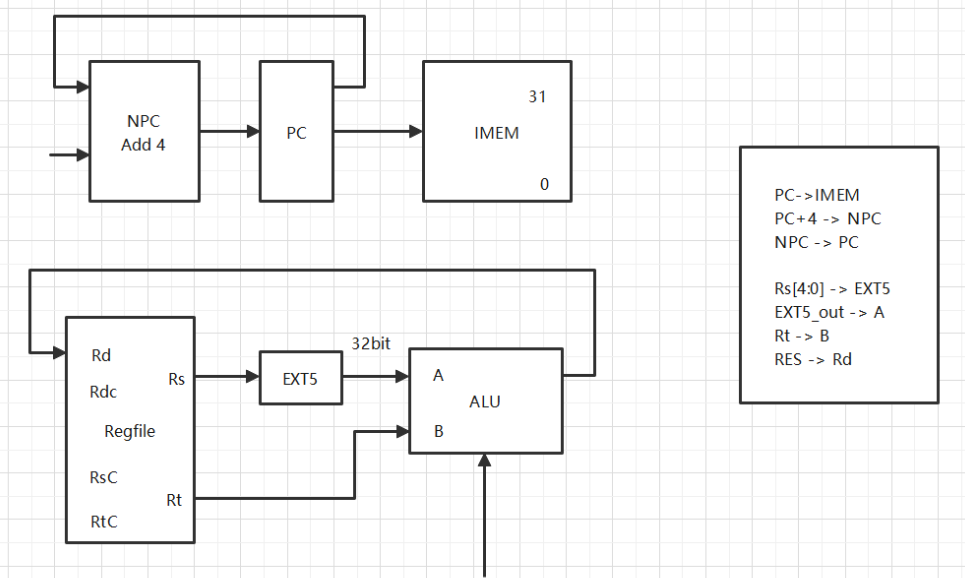 NPC
Add 4
PC
IMEM
31
0
PC->IMEM
PC+4 -> NPC
NPC -> PC
Rs[4:0] -> EXT5
EXT5_out -> A
Rt -> B
RES -> Rd
Rd
Rdc
Rs
Regfile
RsC
Rt
RtC
EXT5
32bit
A
ALU
B